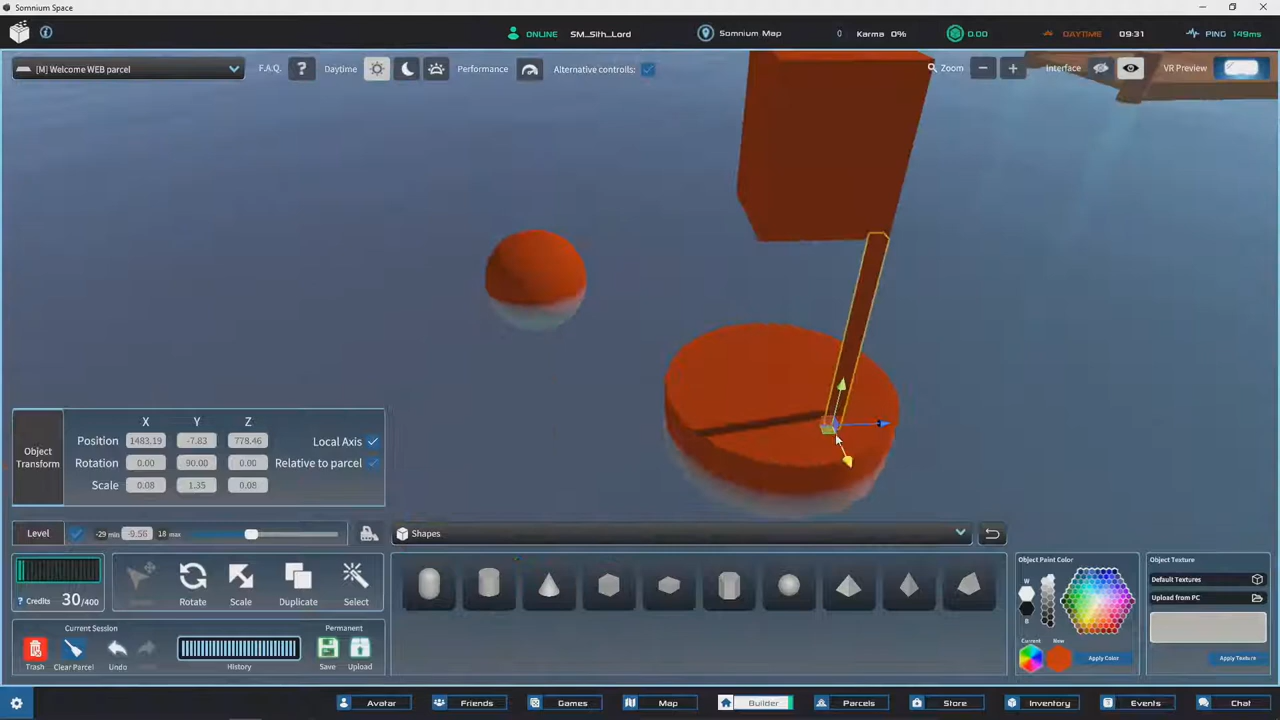 Somnium Space
ONLINE SM_Sith_Lord Somnium Map 0 Karma 0% 0.00 DAYTIME 09:31 PING 149ms
[M] Welcome WEB parcel F.A.Q. ? Daytime Performance Alternative controlls: Zoom Interface VR Preview
X Y Z
Position 1483.19 -7.83 778.46 Local Axis
Object Transform
Rotation 0.00 90.00 0.00 Relative to parcel
Scale 0.08 1.35 0.08
Level -29 min -9.56 18 max Shapes
Object Paint Color Object Texture
Default Textures
W
Upload from PC
B
? Credits 30/400 Rotate Scale Duplicate Select
Current Session Permanent
Current New
Trash Clear Parcel Undo History Save Upload Apply Color Apply Texture
Avatar Friends Games Map Builder Parcels Store Inventory Events Chat